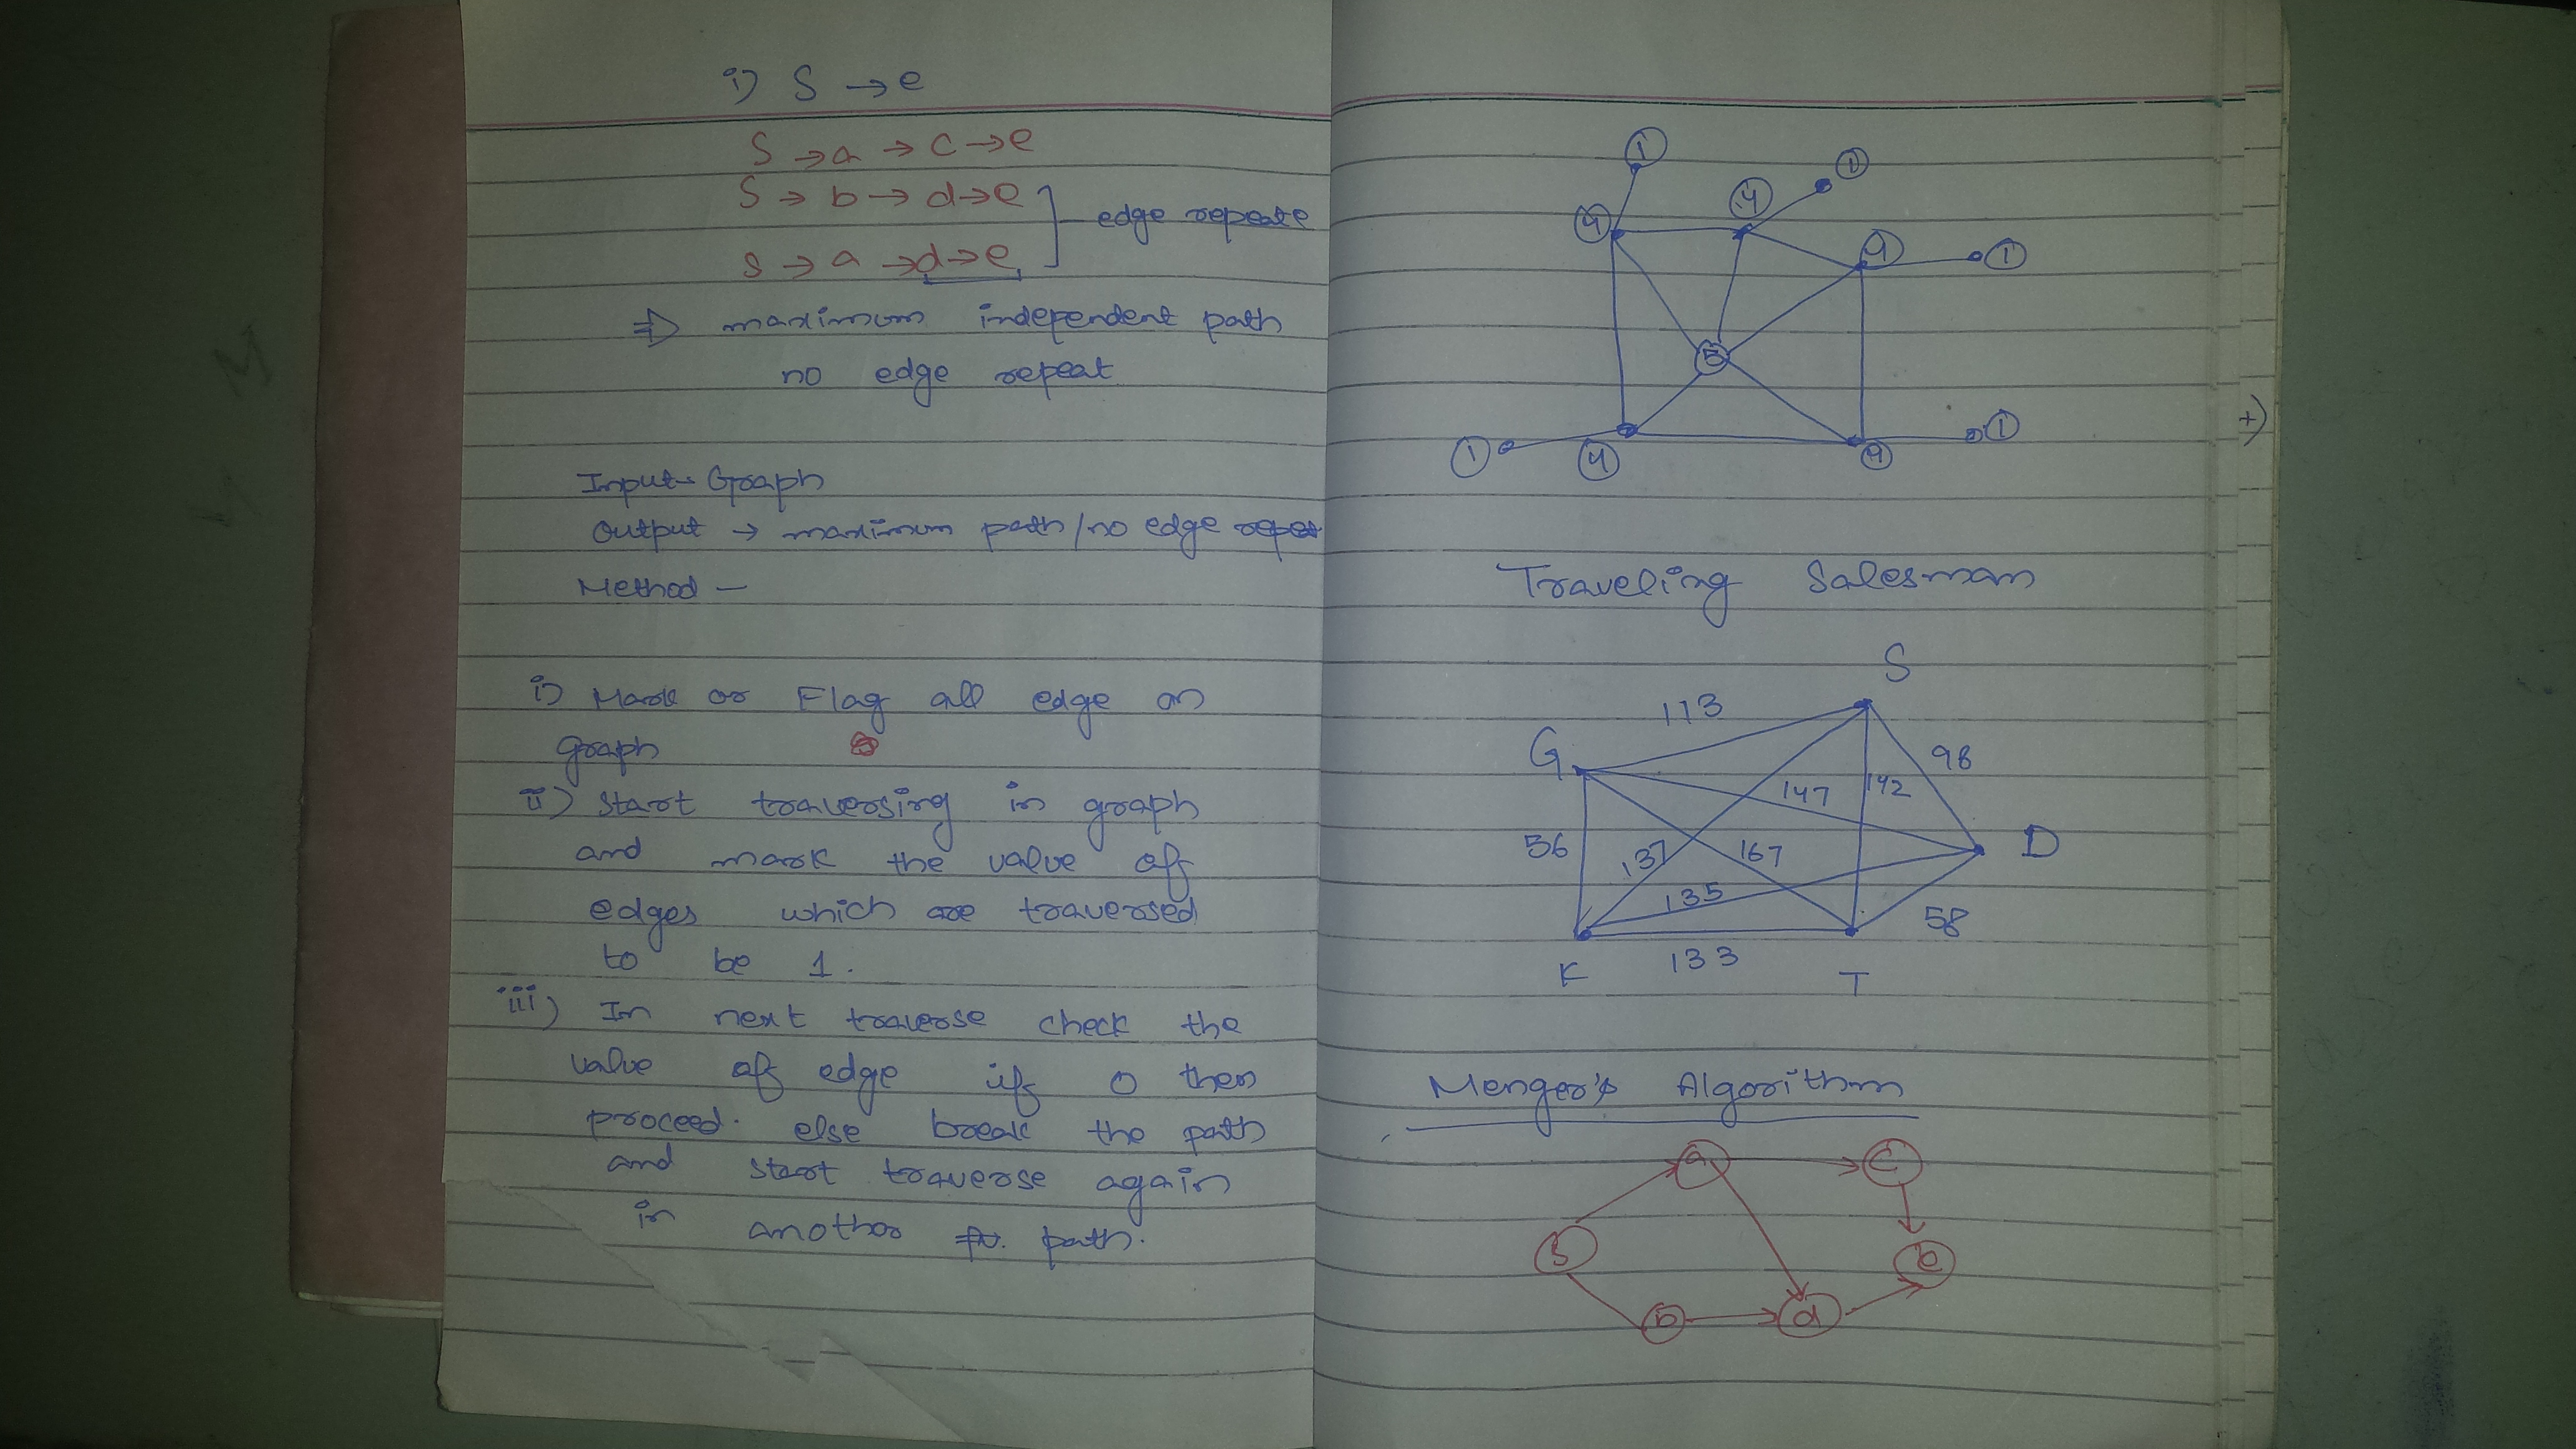 i) S → e
S → a → c → e
S → b → d → e
edge repeate
S → a → d → e
⇒ maximum independent path
no edge repeat
Input - Graph
Output → maximum path / no edge repet
Method -
i) Mark or Flag all edge on
graph
ii) Start traversing in graph
and mark the value of
edges which are traversed
to be 1.
iii) In next traverse check the
value of edge if 0 then
proceed. else break the path
and start traverse again
in another path.
1
1
4
4
4
1
5
1
4
4
1
Traveling Salesman
S
113
G
98
147
142
56
137
167
D
135
58
133
K
T
Menger's Algorithm
a
c
S
e
b
d